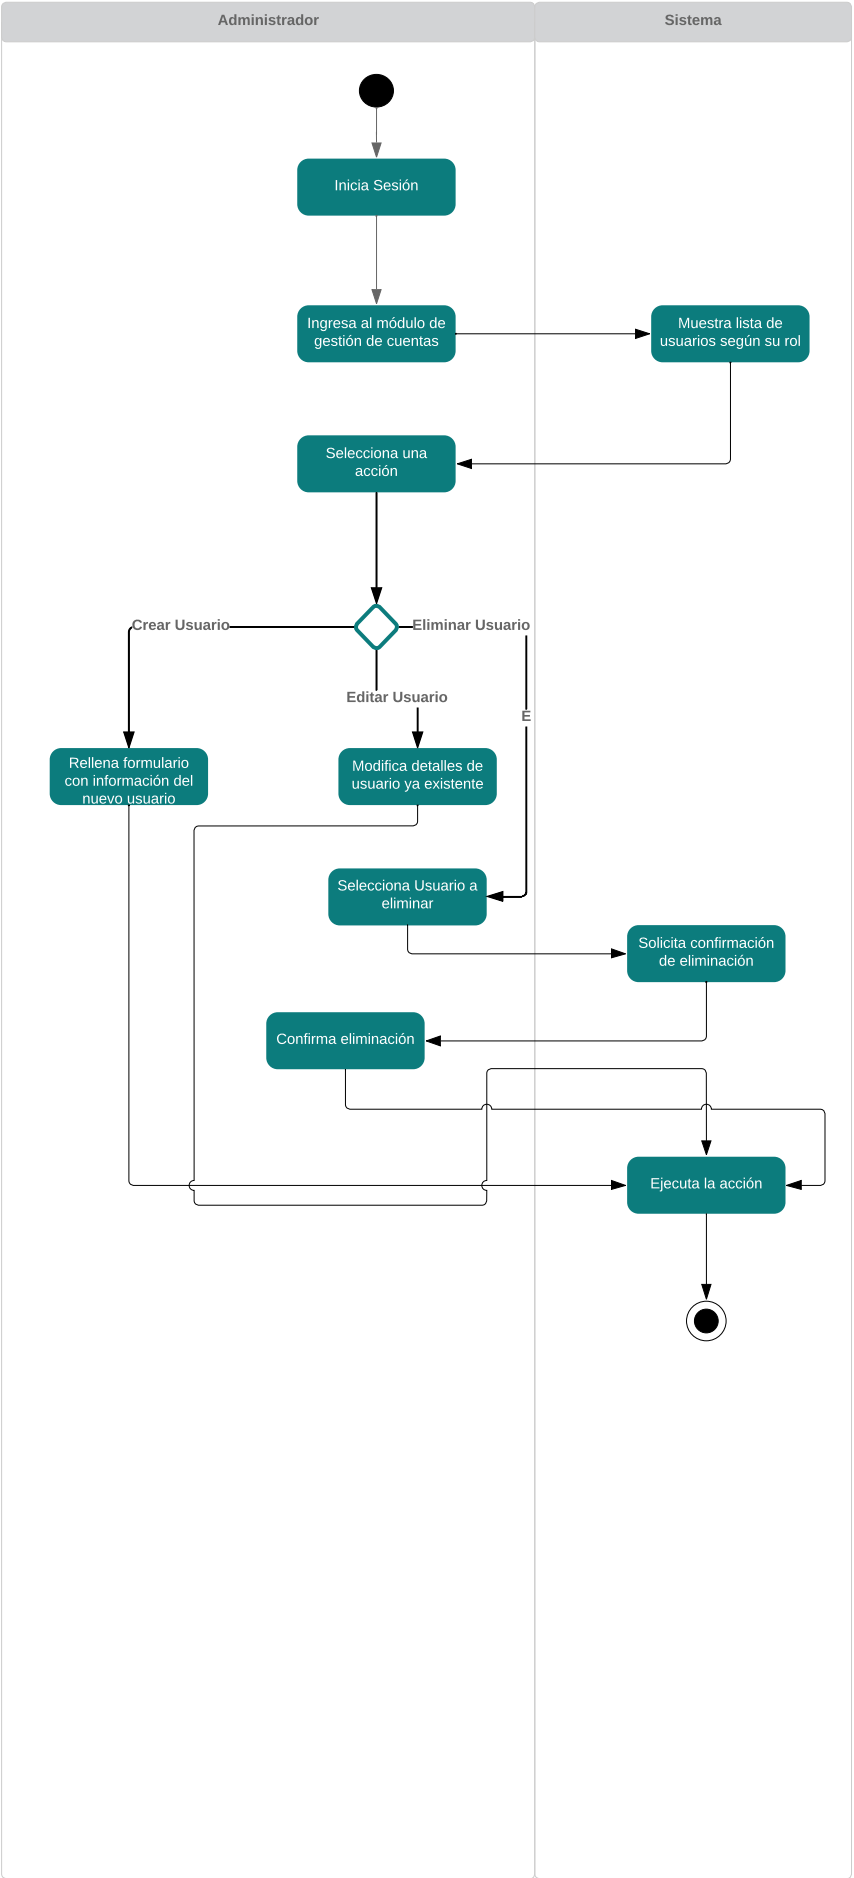 Administrador
Sistema
Inicia Sesión
Ingresa al módulo de
gestión de cuentas
Muestra lista de
usuarios según su rol
Selecciona una
acción
Crear Usuario
Eliminar Usuario
Editar Usuario
E
Rellena formulario
con información del
nuevo usuario
Modifica detalles de
usuario ya existente
Selecciona Usuario a
eliminar
Solicita confirmación
de eliminación
Confirma eliminación
Ejecuta la acción